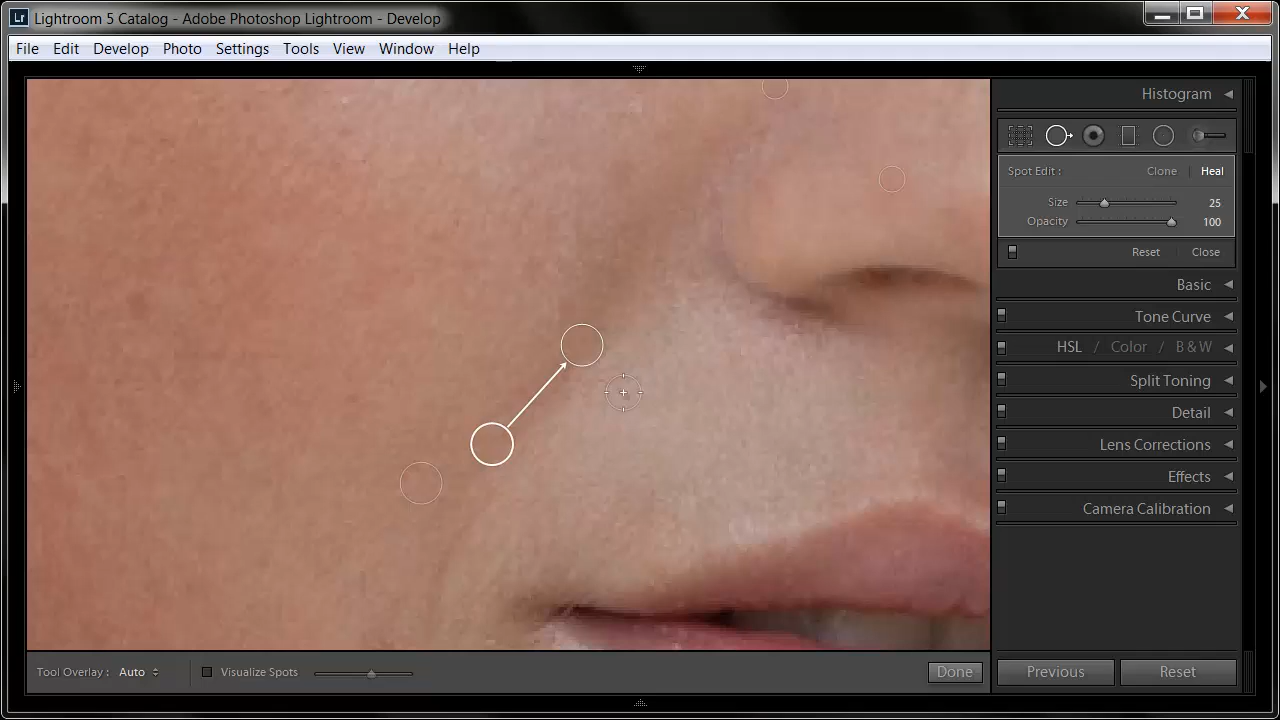 Lr Lightroom 5 Catalog - Adobe Photoshop Lightroom - Develop
File Edit Develop Photo Settings Tools View Window Help
Histogram
Spot Edit : Clone | Heal
Size 25
Opacity 100
Reset Close
Basic
Tone Curve
HSL / Color / B & W
Split Toning
Detail
Lens Corrections
Effects
Camera Calibration
Tool Overlay : Auto Visualize Spots Done Previous Reset